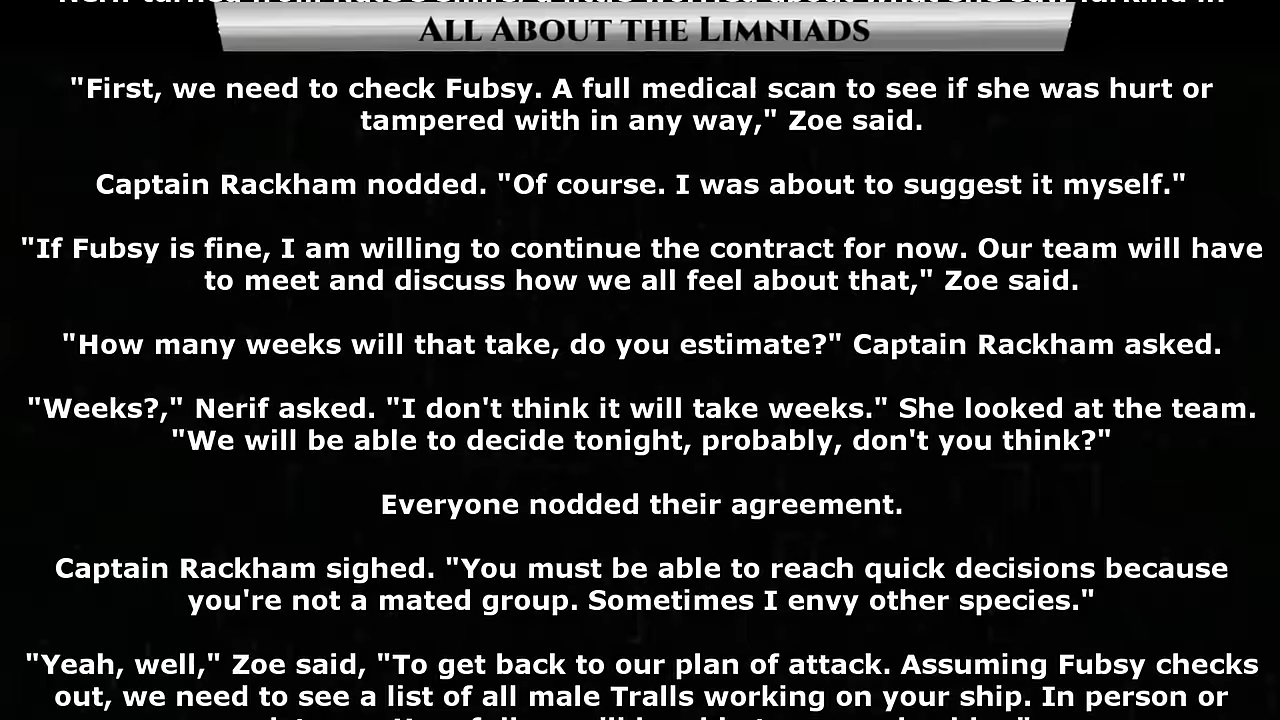 All About the Limniads
"First, we need to check Fubsy. A full medical scan to see if she was hurt or
tampered with in any way," Zoe said.
Captain Rackham nodded. "Of course. I was about to suggest it myself."
"If Fubsy is fine, I am willing to continue the contract for now. Our team will have
to meet and discuss how we all feel about that," Zoe said.
"How many weeks will that take, do you estimate?" Captain Rackham asked.
"Weeks?," Nerif asked. "I don't think it will take weeks." She looked at the team.
"We will be able to decide tonight, probably, don't you think?"
Everyone nodded their agreement.
Captain Rackham sighed. "You must be able to reach quick decisions because
you're not a mated group. Sometimes I envy other species."
"Yeah, well," Zoe said, "To get back to our plan of attack. Assuming Fubsy checks
out, we need to see a list of all male Tralls working on your ship. In person or